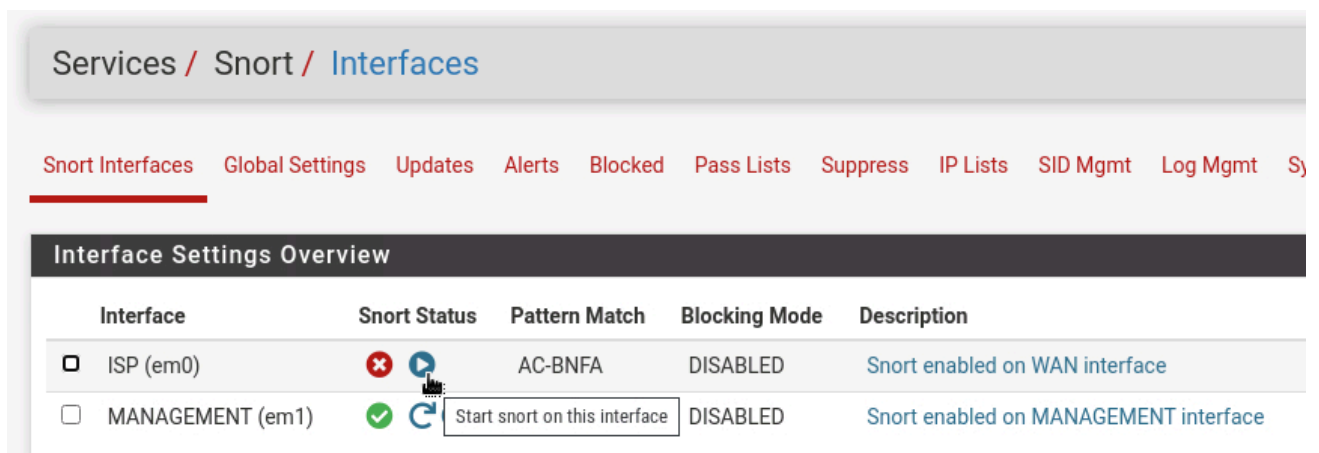 Services / Snort / Interfaces
Snort Interfaces Global Settings Updates Alerts Blocked Pass Lists Suppress IP Lists SID Mgmt Log Mgmt
Interface Settings Overview
Interface Snort Status Pattern Match Blocking Mode Description
ISP (em0) AC-BNFA DISABLED Snort enabled on WAN interface
MANAGEMENT (em1) Start snort on this interface DISABLED Snort enabled on MANAGEMENT interface